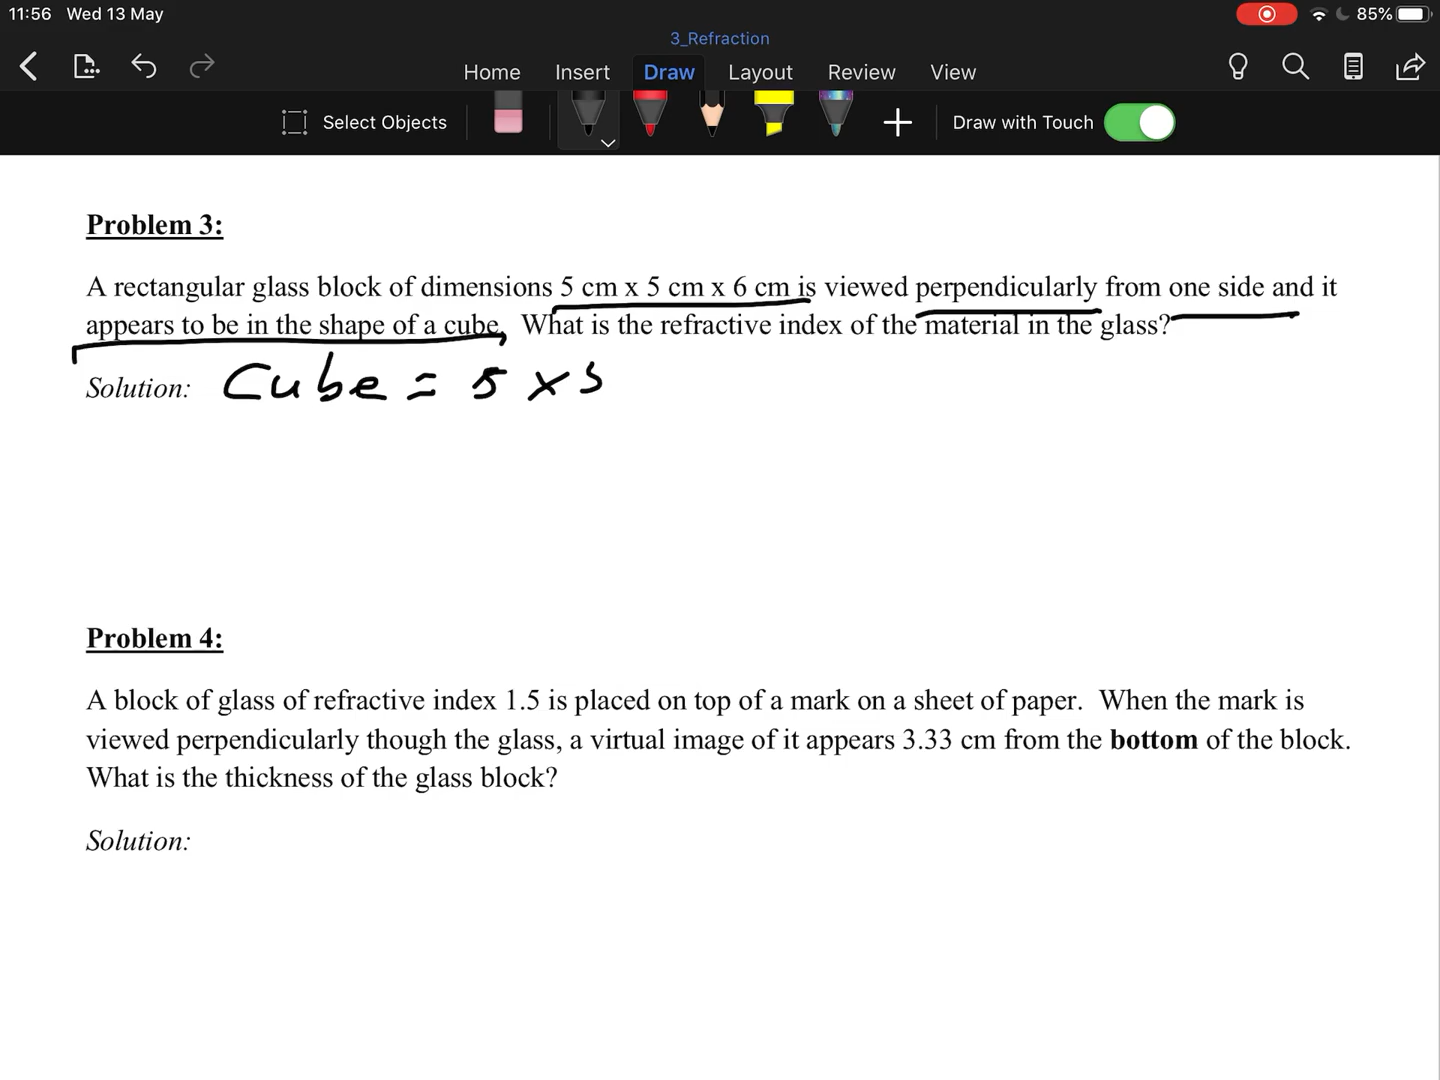 11:56 Wed 13 May 85%
3_Refraction
Home Insert Draw Layout Review View
Select Objects Draw with Touch
Problem 3:
A rectangular glass block of dimensions 5 cm x 5 cm x 6 cm is viewed perpendicularly from one side and it
appears to be in the shape of a cube. What is the refractive index of the material in the glass?
Solution: Cube = 5 x 5
Problem 4:
A block of glass of refractive index 1.5 is placed on top of a mark on a sheet of paper. When the mark is
viewed perpendicularly though the glass, a virtual image of it appears 3.33 cm from the bottom of the block.
What is the thickness of the glass block?
Solution: